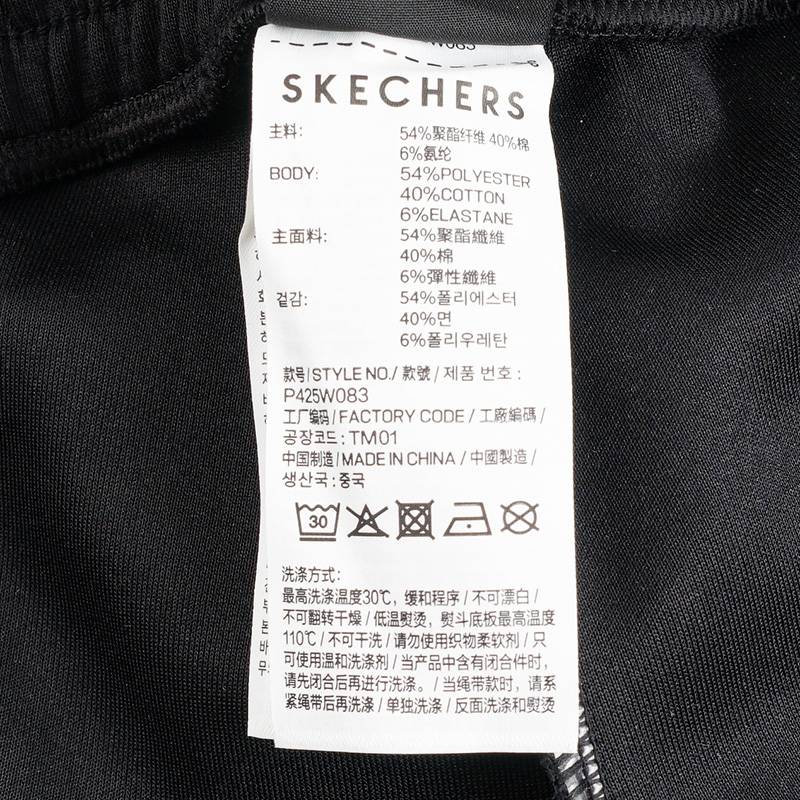 W083
SKECHERS
主料: 54%聚酯纤维 40%棉
6%氨纶
BODY: 54%POLYESTER
40%COTTON
6%ELASTANE
主面料: 54%聚酯纖維
40%棉
6%彈性纖維
겉감: 54%폴리에스터
40%면
6%폴리우레탄
款号/STYLE NO./ 款號/ 제품 번호:
P425W083
工厂编码/FACTORY CODE / 工廠編碼/
공장코드: TM01
中国制造/MADE IN CHINA / 中國製造/
생산국: 중국
30
洗涤方式:
最高洗涤温度30℃, 缓和程序 / 不可漂白 /
不可翻转干燥 / 低温熨烫, 熨斗底板最高温度
110℃ / 不可干洗 / 请勿使用织物柔软剂 / 只
可使用温和洗涤剂 / 当产品中含有闭合件时,
请先闭合后再进行洗涤。 / 当绳带款时, 请系
紧绳带后再洗涤 / 单独洗涤 / 反面洗涤和熨烫